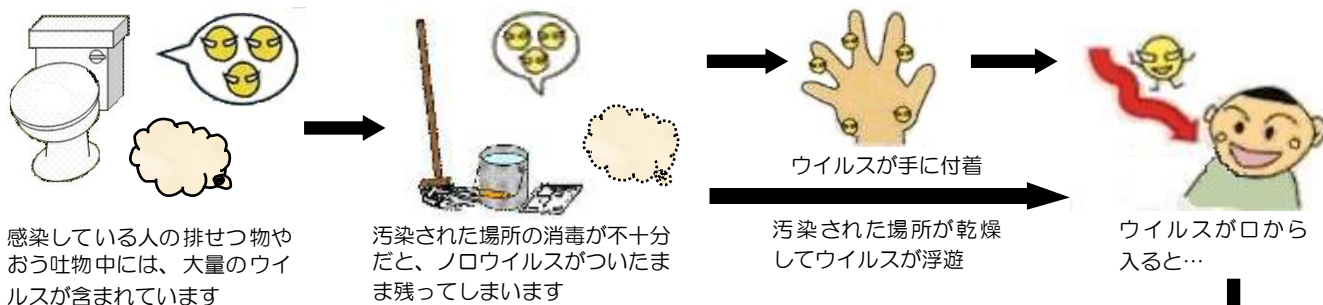 感染している人の排せつ物や
おう吐物中には、大量のウイ
ルスが含まれています
汚染された場所の消毒が不十分
だと、ノロウイルスがついたま
ま残ってしまいます
ウイルスが手に付着
汚染された場所が乾燥
してウイルスが浮遊
ウイルスが口から
入ると…